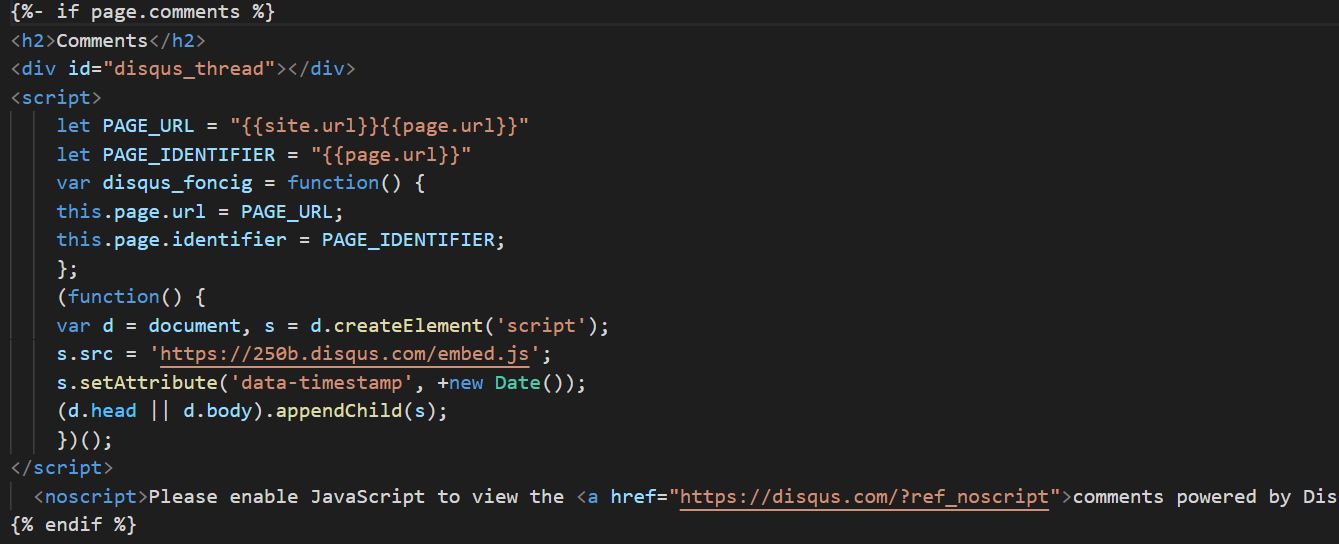 {%- if page.comments %}
<h2>Comments</h2>
<div id="disqus_thread"></div>
<script>
    let PAGE_URL = "{{site.url}}{{page.url}}"
    let PAGE_IDENTIFIER = "{{page.url}}"
    var disqus_foncig = function() {
    this.page.url = PAGE_URL;
    this.page.identifier = PAGE_IDENTIFIER;
    };
    (function() {
    var d = document, s = d.createElement('script');
    s.src = 'https://250b.disqus.com/embed.js';
    s.setAttribute('data-timestamp', +new Date());
    (d.head || d.body).appendChild(s);
    })();
</script>
  <noscript>Please enable JavaScript to view the <a href="https://disqus.com/?ref_noscript">comments powered by Dis
{% endif %}